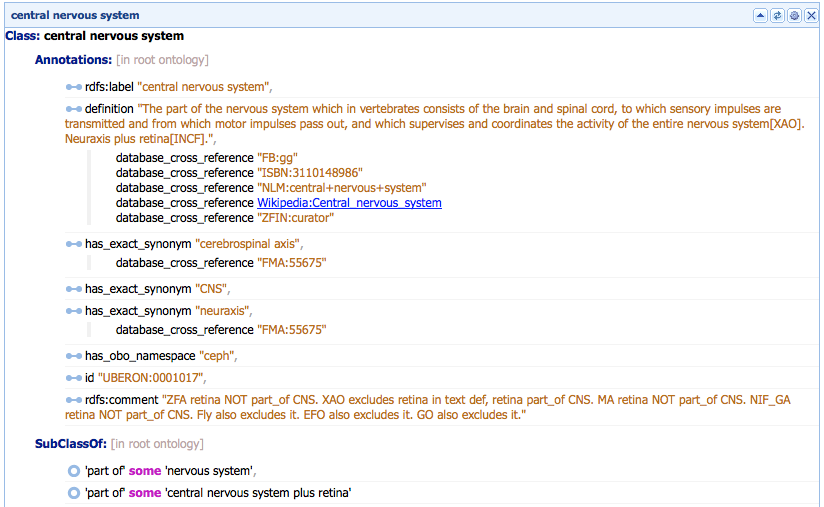 central nervous system
Class: central nervous system
Annotations: [in root ontology]
rdfs:label "central nervous system",
definition "The part of the nervous system which in vertebrates consists of the brain and spinal cord, to which sensory impulses are
transmitted and from which motor impulses pass out, and which supervises and coordinates the activity of the entire nervous system[XAO].
Neuraxis plus retina[INCF].",
database_cross_reference "FB:gg"
database_cross_reference "ISBN:3110148986"
database_cross_reference "NLM:central+nervous+system"
database_cross_reference Wikipedia:Central_nervous_system
database_cross_reference "ZFIN:curator"
has_exact_synonym "cerebrospinal axis",
database_cross_reference "FMA:55675"
has_exact_synonym "CNS",
has_exact_synonym "neuraxis",
database_cross_reference "FMA:55675"
has_obo_namespace "ceph",
id "UBERON:0001017",
rdfs:comment "ZFA retina NOT part_of CNS. XAO excludes retina in text def, retina part_of CNS. MA retina NOT part_of CNS. NIF_GA
retina NOT part_of CNS. Fly also excludes it. EFO also excludes it. GO also excludes it."
SubClassOf: [in root ontology]
'part of' some 'nervous system',
'part of' some 'central nervous system plus retina'